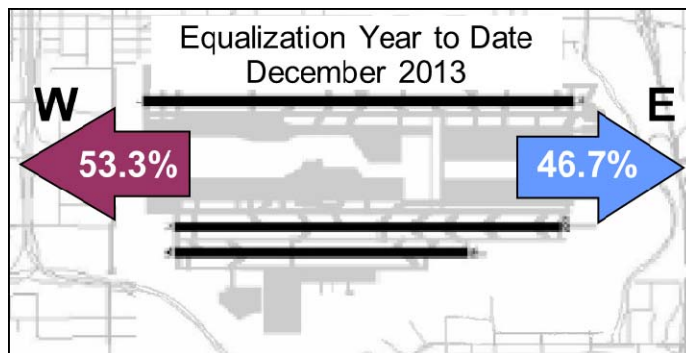 Equalization Year to Date
December 2013
W
E
53.3%
46.7%